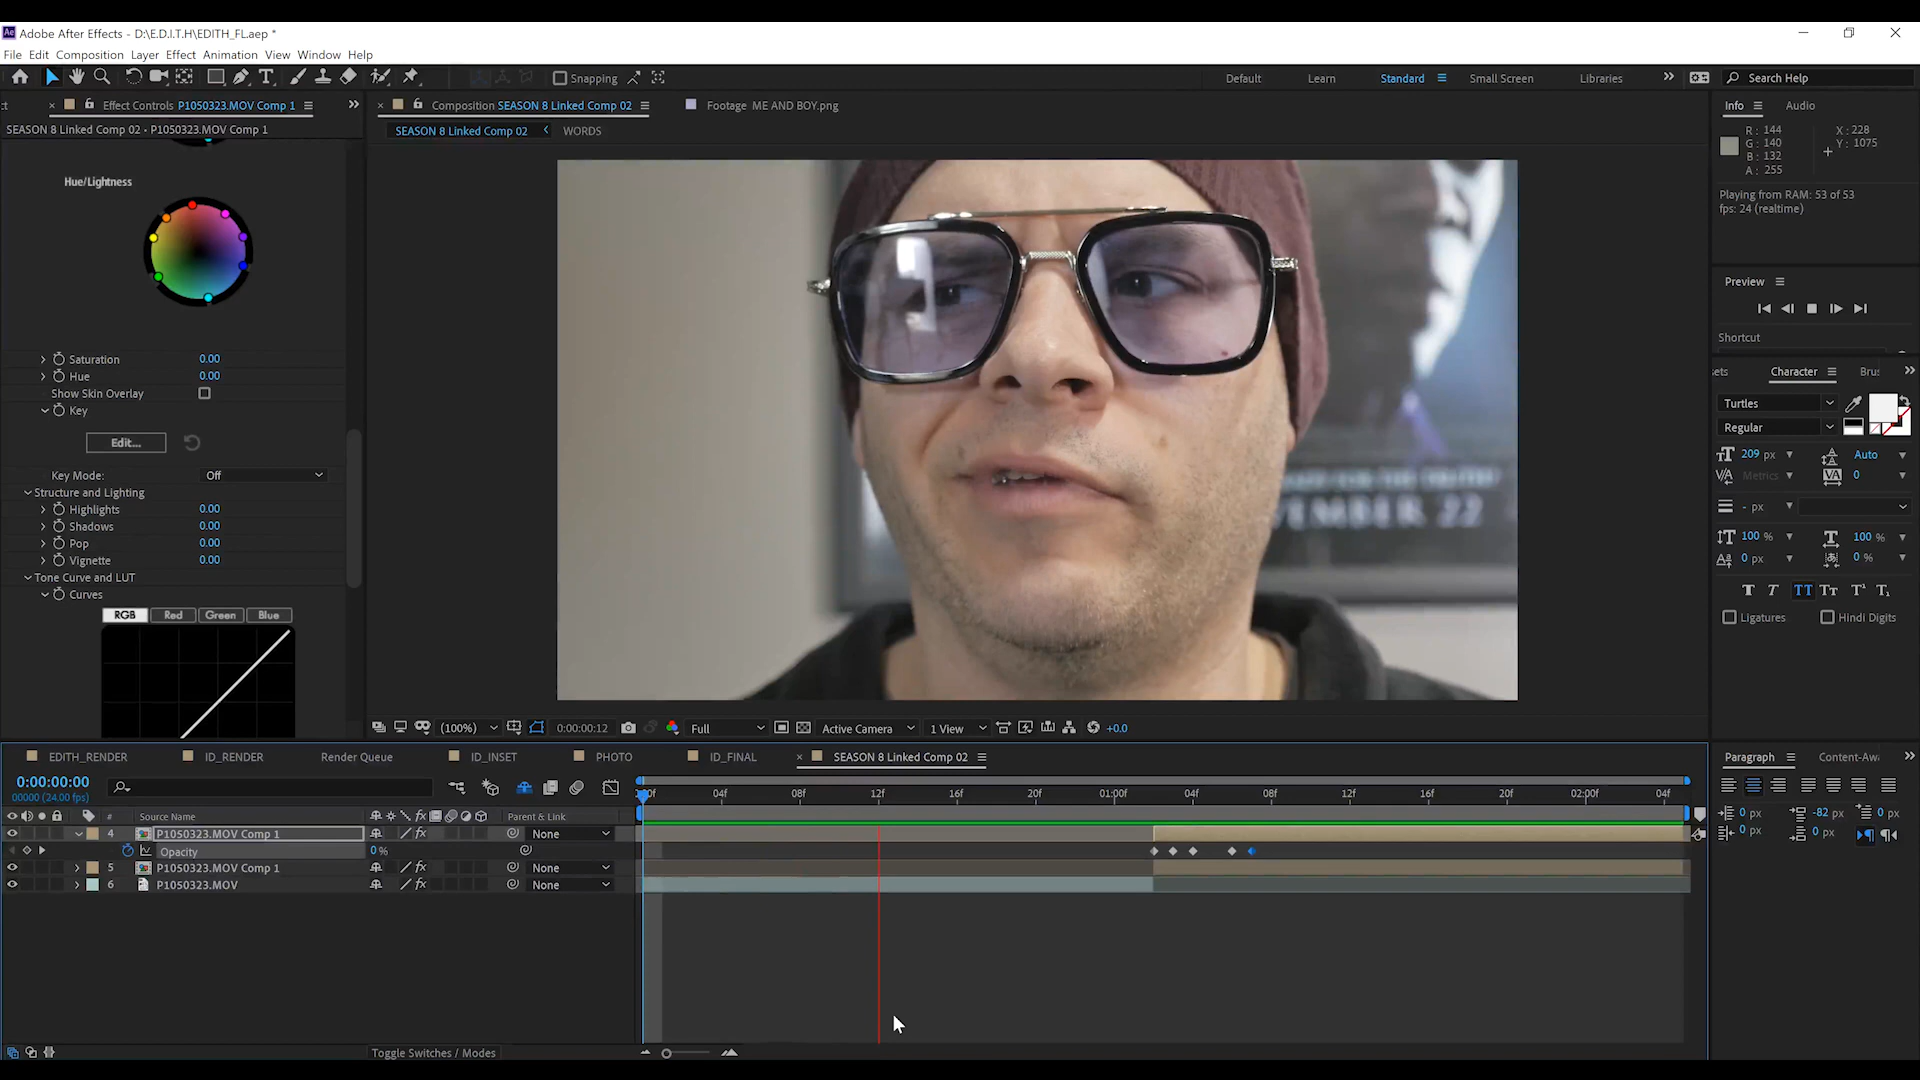 Adobe After Effects - D:\E.D.I.T.H\EDITH_FL.aep *
File Edit Composition Layer Effect Animation View Window Help
Snapping
Default Learn Standard Small Screen Libraries Search Help
Effect Controls P1050323.MOV Comp 1
SEASON 8 Linked Comp 02 • P1050323.MOV Comp 1
Hue/Lightness
Saturation 0.00
Hue 0.00
Show Skin Overlay
Key
Edit...
Key Mode: Off
Structure and Lighting
Highlights 0.00
Shadows 0.00
Pop 0.00
Vignette 0.00
Tone Curve and LUT
Curves
RGB Red Green Blue
Composition SEASON 8 Linked Comp 02
Footage ME AND BOY.png
SEASON 8 Linked Comp 02 WORDS
FOR THE TRUTH
VEMBER 22
(100%) 0:00:00:12 Full Active Camera 1 View +0.0
Info Audio
R: 144 X: 228
G: 140 Y: 1075
B: 132
A: 255
Playing from RAM: 53 of 53
fps: 24 (realtime)
Preview
Shortcut
sets Character Brus
Turtles
Regular
209 px Auto
Metrics 0
- px
100 % 100 %
0 px 0 %
Ligatures Hindi Digits
EDITH_RENDER ID_RENDER Render Queue ID_INSET PHOTO ID_FINAL SEASON 8 Linked Comp 02
0:00:00:00
00000 (24.00 fps)
:00f 04f 08f 12f 16f 20f 01:00f 04f 08f 12f 16f 20f 02:00f 04f
# Source Name Parent & Link
4 P1050323.MOV Comp 1 None
Opacity 0 %
5 P1050323.MOV Comp 1 None
6 P1050323.MOV None
Toggle Switches / Modes
Paragraph Content-Awa
0 px -82 px 0 px
0 px 0 px